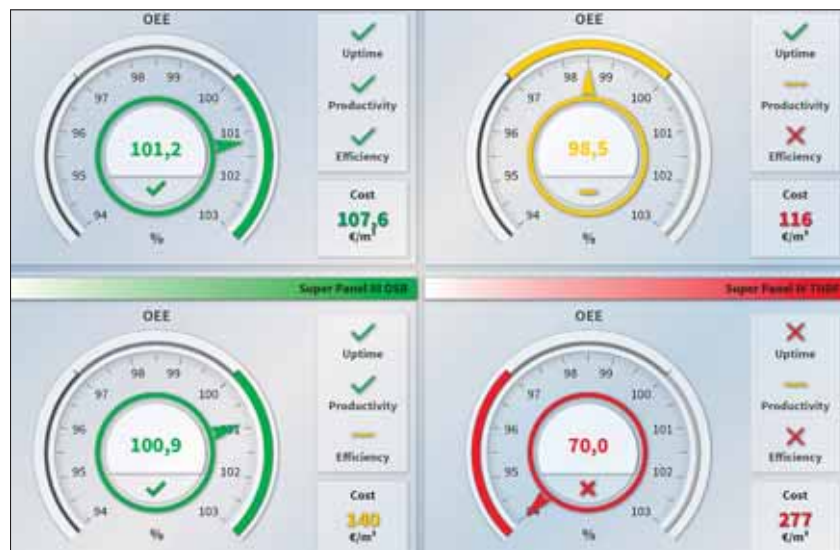 OEE
98 99
97 100
96 101
95 102
94 103
101,2
%
Uptime
Productivity
Efficiency
Cost
107,6
€/m³
OEE
98 99
97 100
96 101
95 102
94 103
98,5
%
Uptime
Productivity
Efficiency
Cost
116
€/m³
Super Panel III OSB
OEE
98 99
97 100
96 101
95 102
94 103
100,9
%
Uptime
Productivity
Efficiency
Cost
140
€/m³
Super Panel IV
OEE
98 99
97 100
96 101
95 102
94 103
70,0
%
Uptime
Productivity
Efficiency
Cost
277
€/m³